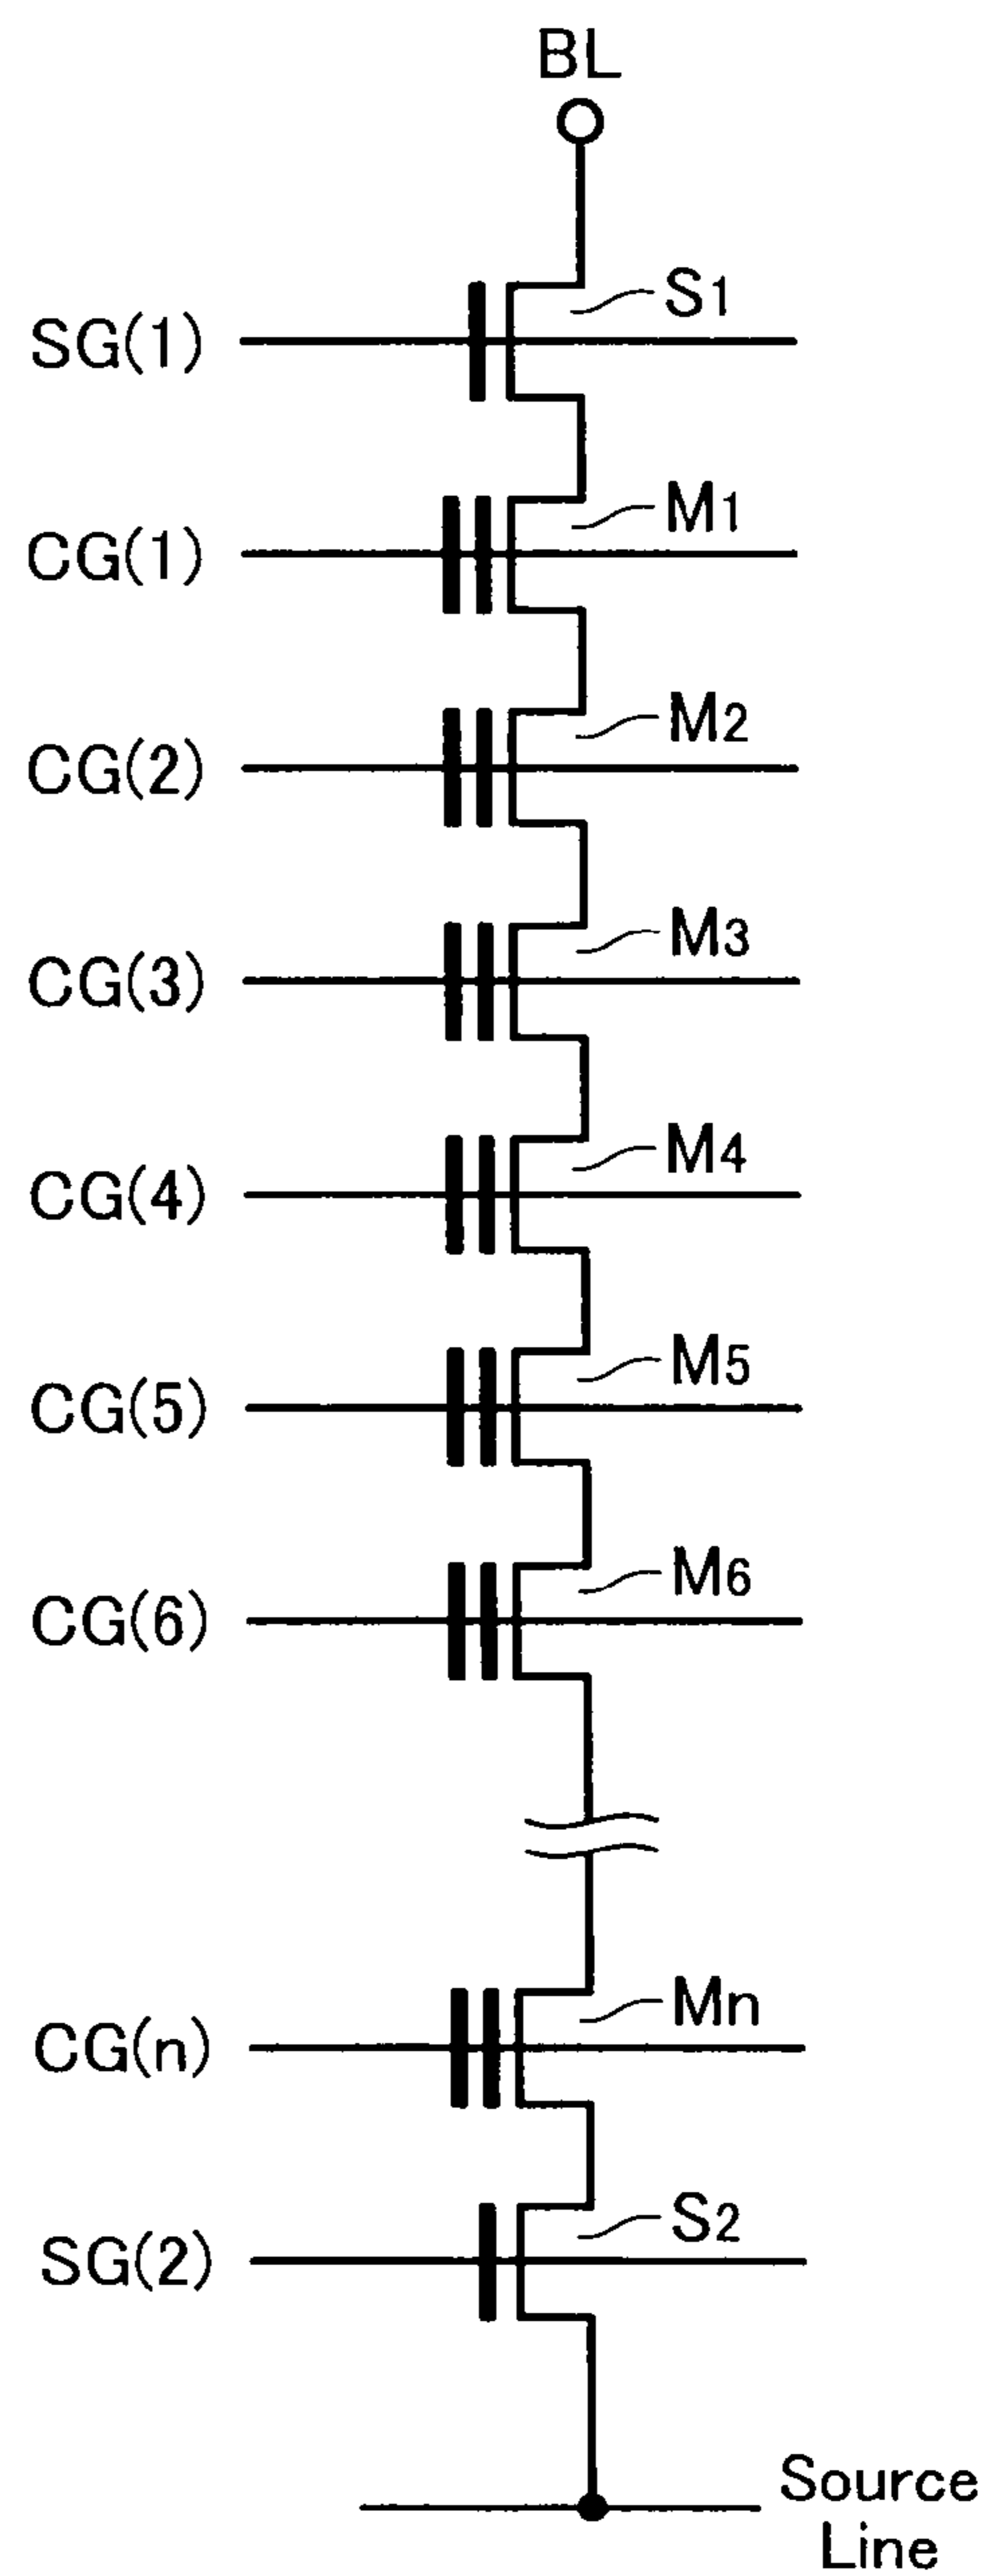 BL
SG(1)
S1
CG(1)
M1
CG(2)
M2
CG(3)
M3
CG(4)
M4
CG(5)
M5
CG(6)
M6
CG(n)
Mn
SG(2)
S2
Source
Line